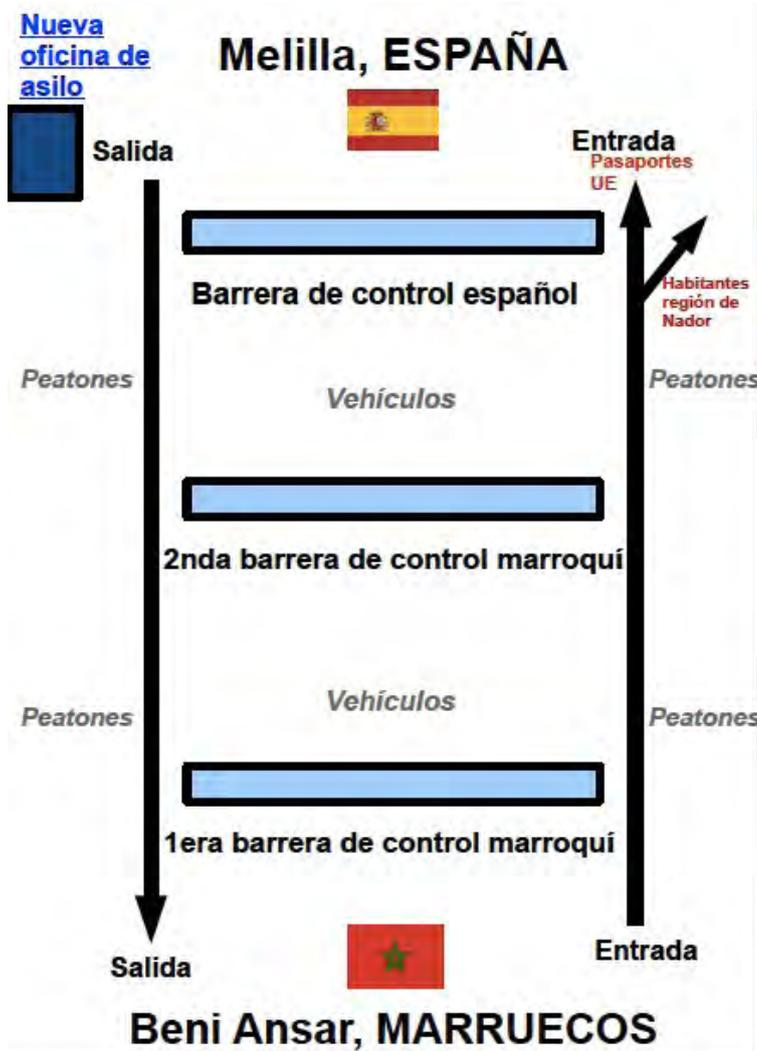 Nueva
oficina de
asilo
Melilla, ESPAÑA
Salida
Entrada
Pasaportes
UE
Barrera de control español
Habitantes
región de
Nador
Peatones
Vehículos
Peatones
2nda barrera de control marroquí
Peatones
Vehículos
Peatones
1era barrera de control marroquí
Salida
Entrada
Beni Ansar, MARRUECOS